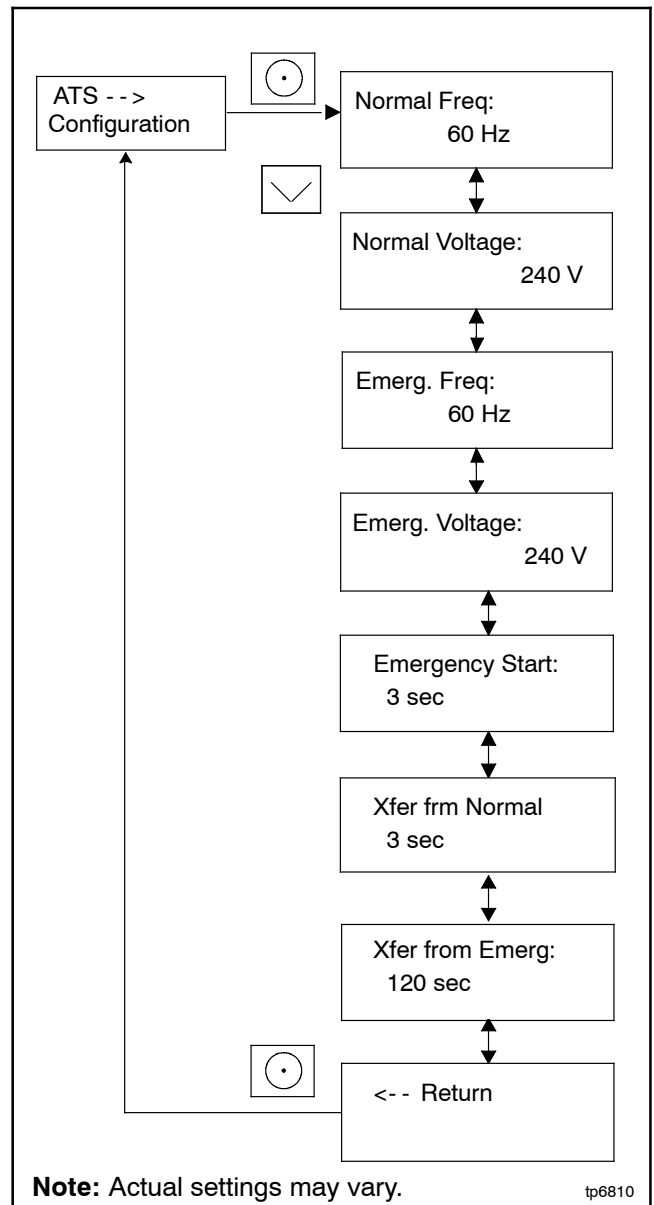 ATS - - >
Configuration
Normal Freq:
60 Hz
Normal Voltage:
240 V
Emerg. Freq:
60 Hz
Emerg. Voltage:
240 V
Emergency Start:
3 sec
Xfer frm Normal
3 sec
Xfer from Emerg:
120 sec
<- - Return
Note: Actual settings may vary.
tp6810